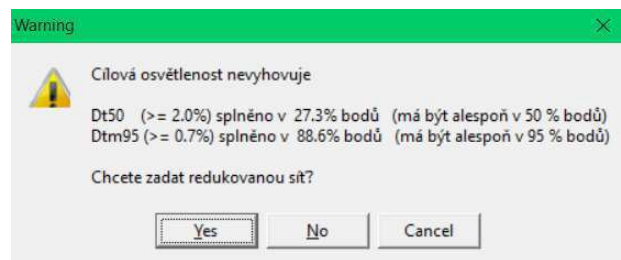 Warning
Cílová osvětlenost nevyhovuje
Dt50 (>= 2.0%) splněno v 27.3% bodů (má být alespoň v 50 % bodů)
Dtm95 (>= 0.7%) splněno v 88.6% bodů (má být alespoň v 95 % bodů)
Chcete zadat redukovanou síť?
Yes No Cancel